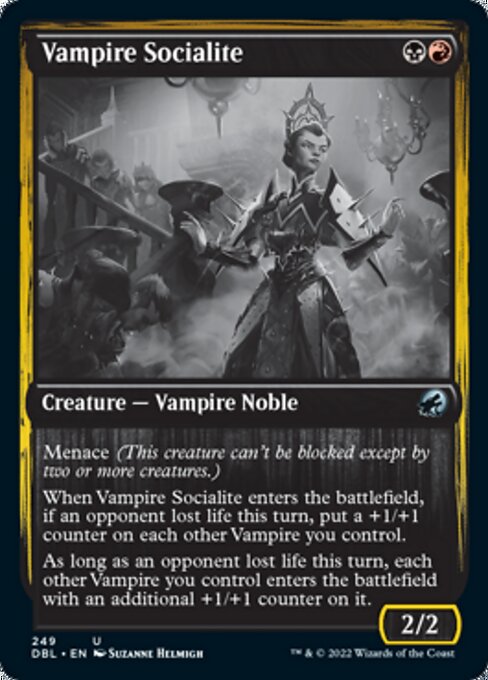 Vampire Socialite
Creature — Vampire Noble
Menace (This creature can't be blocked except by
two or more creatures.)
When Vampire Socialite enters the battlefield,
if an opponent lost life this turn, put a +1/+1
counter on each other Vampire you control.
As long as an opponent lost life this turn, each
other Vampire you control enters the battlefield
with an additional +1/+1 counter on it.
2/2
249 U
DBL • EN Suzanne Helmigh
™ & © 2022 Wizards of the Coast